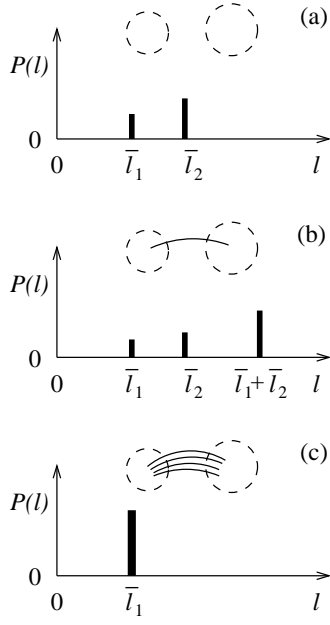 (a)
P(l)
0
0 l̅₁ l̅₂ l
(b)
P(l)
0
0 l̅₁ l̅₂ l̅₁+ l̅₂ l
(c)
P(l)
0
0 l̅₁ l